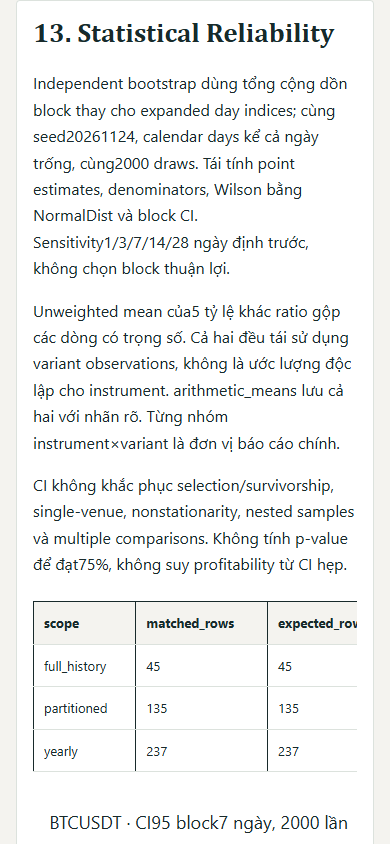 13. Statistical Reliability
Independent bootstrap dùng tổng cộng dồn
block thay cho expanded day indices; cùng
seed20261124, calendar days kể cả ngày
trống, cùng2000 draws. Tái tính point
estimates, denominators, Wilson bằng
NormalDist và block CI.
Sensitivity1/3/7/14/28 ngày định trước,
không chọn block thuận lợi.
Unweighted mean của5 tỷ lệ khác ratio gộp
các dòng có trọng số. Cả hai đều tái sử dụng
variant observations, không là ước lượng độc
lập cho instrument. arithmetic_means lưu cả
hai với nhãn rõ. Từng nhóm
instrument×variant là đơn vị báo cáo chính.
CI không khắc phục selection/survivorship,
single-venue, nonstationarity, nested samples
và multiple comparisons. Không tính p-value
để đạt75%, không suy profitability từ CI hẹp.
scope matched_rows expected_rov
full_history 45 45
partitioned 135 135
yearly 237 237
BTCUSDT · CI95 block7 ngày, 2000 lần